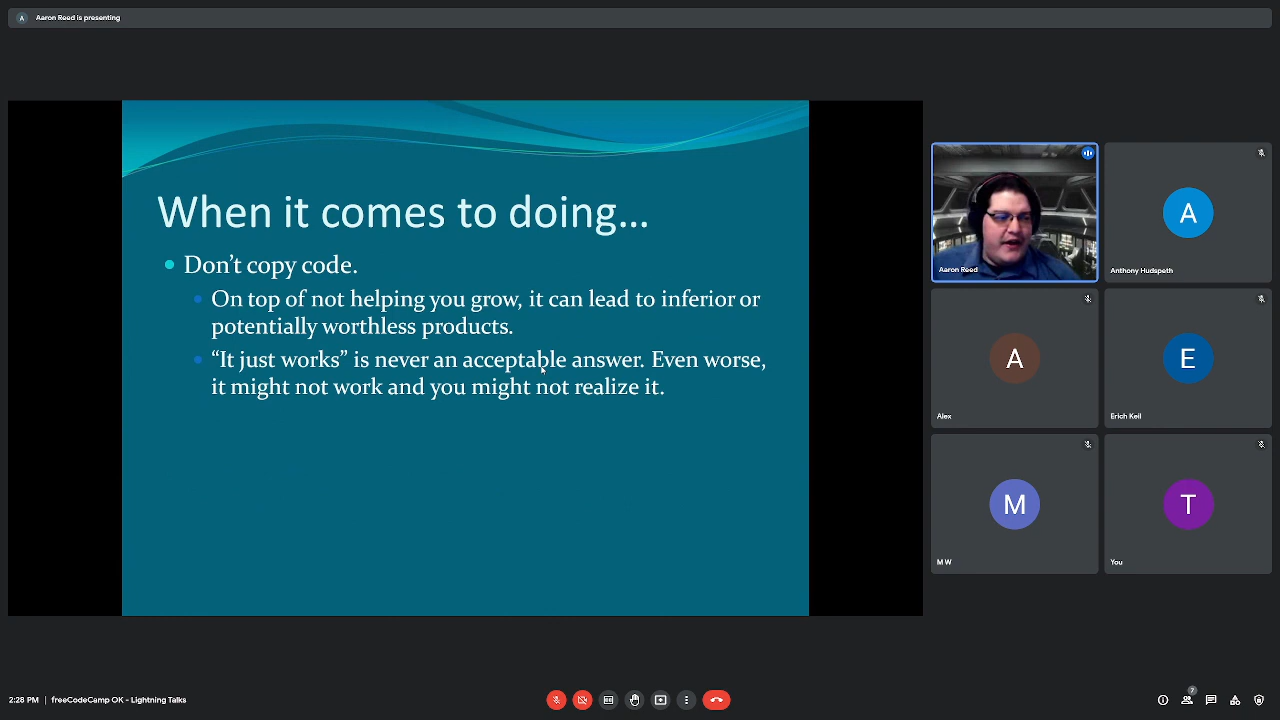 A Aaron Reed is presenting
When it comes to doing...
Don't copy code.
On top of not helping you grow, it can lead to inferior or
potentially worthless products.
“It just works” is never an acceptable answer. Even worse,
it might not work and you might not realize it.
Aaron Reed
A
Anthony Hudspeth
A
Alex
E
Erich Keil
M
M W
T
You
2:28 PM | freeCodeCamp OK - Lightning Talks
7